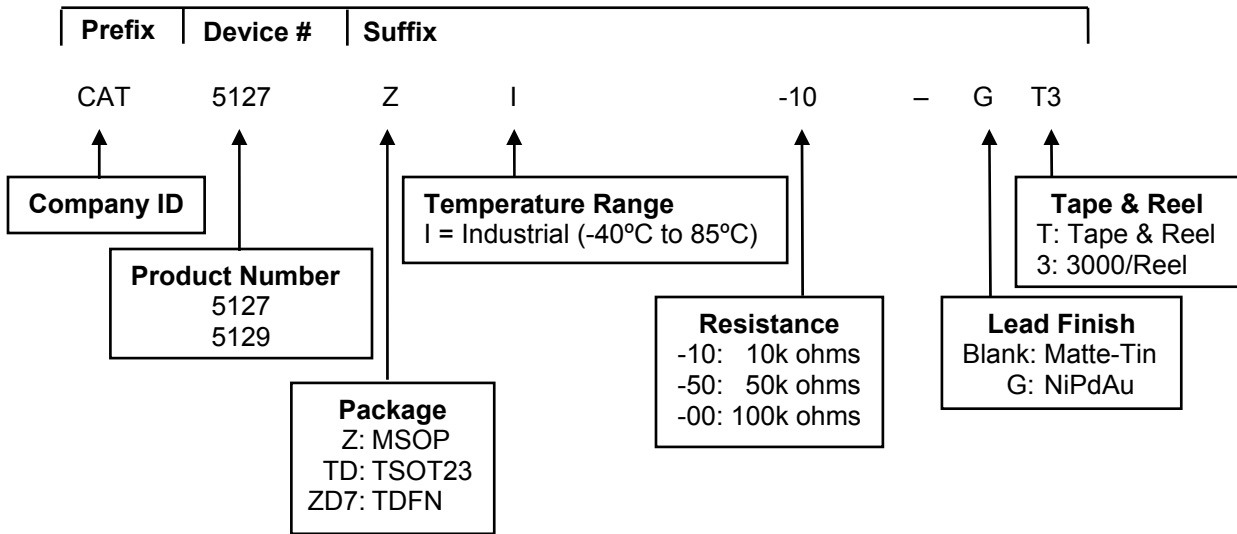 Prefix Device # Suffix
CAT 5127 Z I -10 – G T3
Company ID
Product Number
5127
5129
Package
Z: MSOP
TD: TSOT23
ZD7: TDFN
Temperature Range
I = Industrial (-40ºC to 85ºC)
Resistance
-10: 10k ohms
-50: 50k ohms
-00: 100k ohms
Lead Finish
Blank: Matte-Tin
G: NiPdAu
Tape & Reel
T: Tape & Reel
3: 3000/Reel